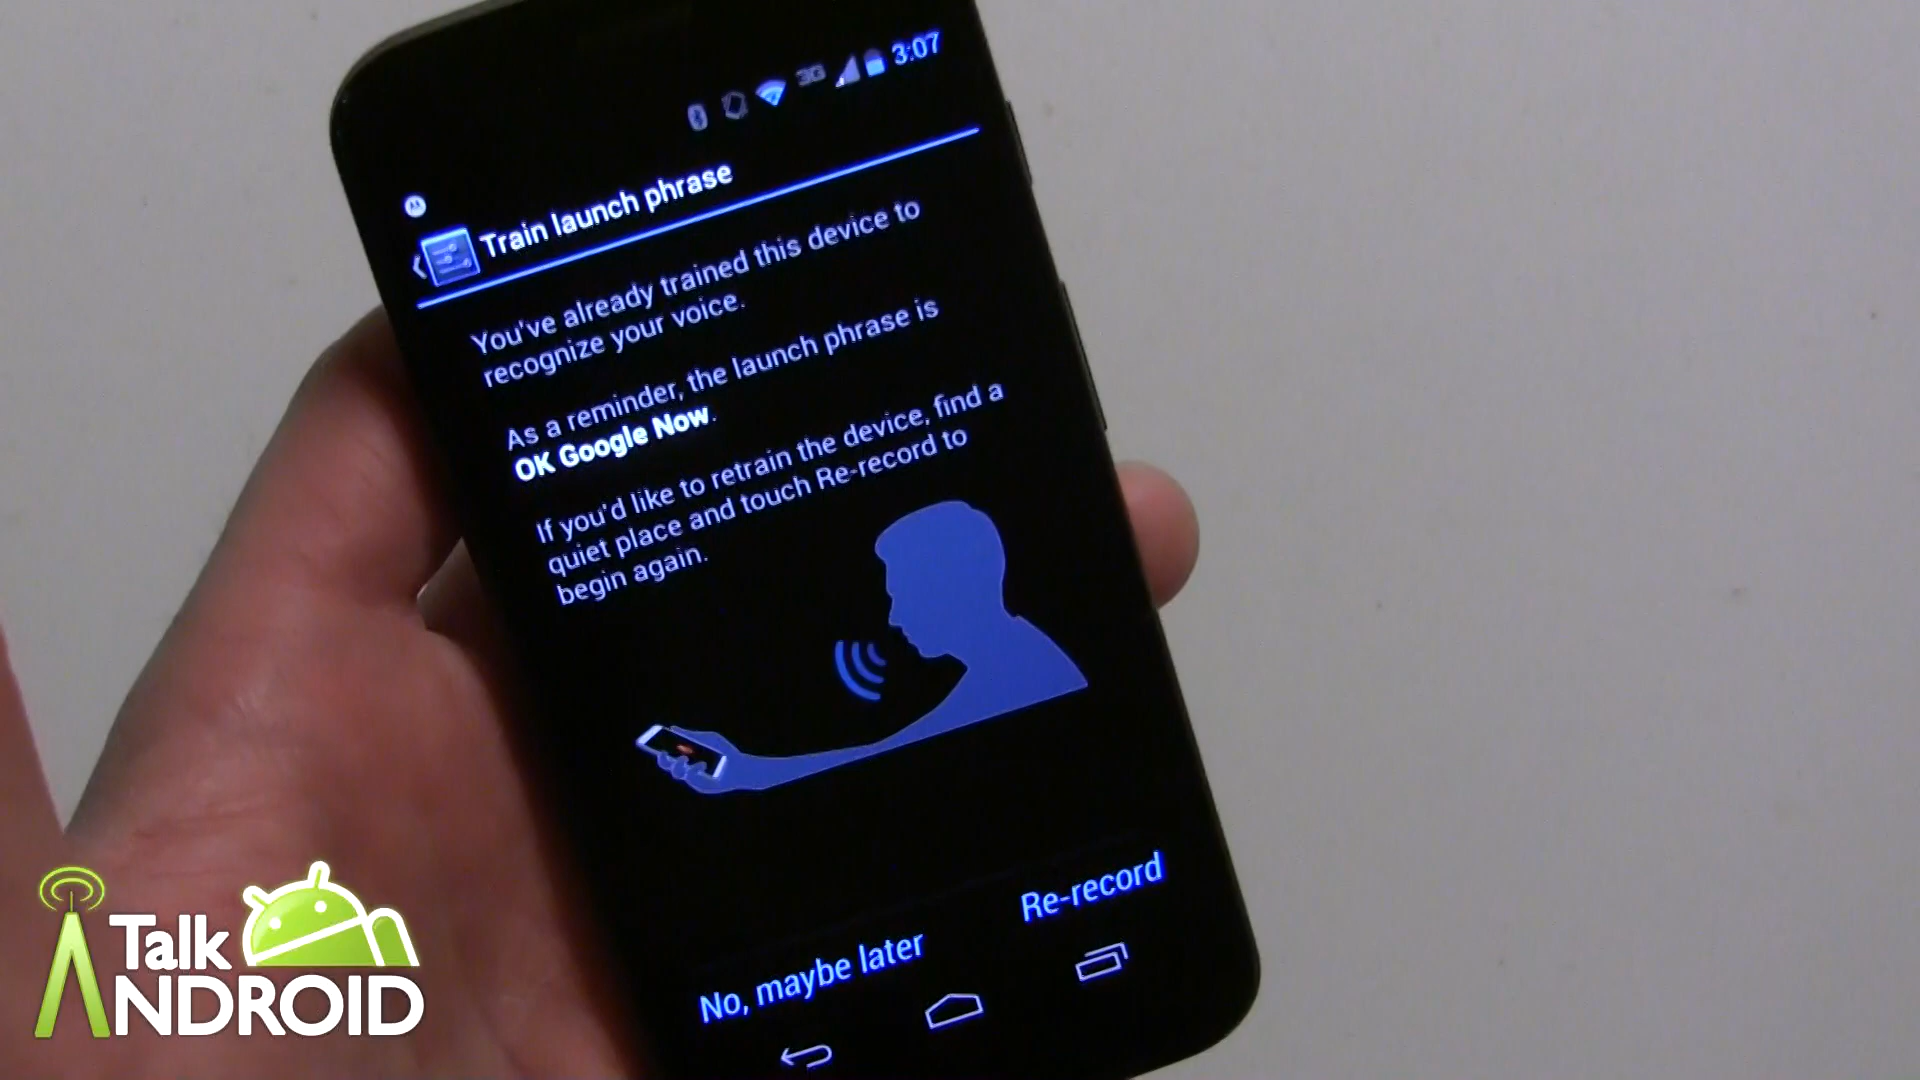 3G 3:07
Train launch phrase
You've already trained this device to
recognize your voice.
As a reminder, the launch phrase is
OK Google Now.
If you'd like to retrain the device, find a
quiet place and touch Re-record to
begin again.
No, maybe later
Re-record
Talk
ANDROID